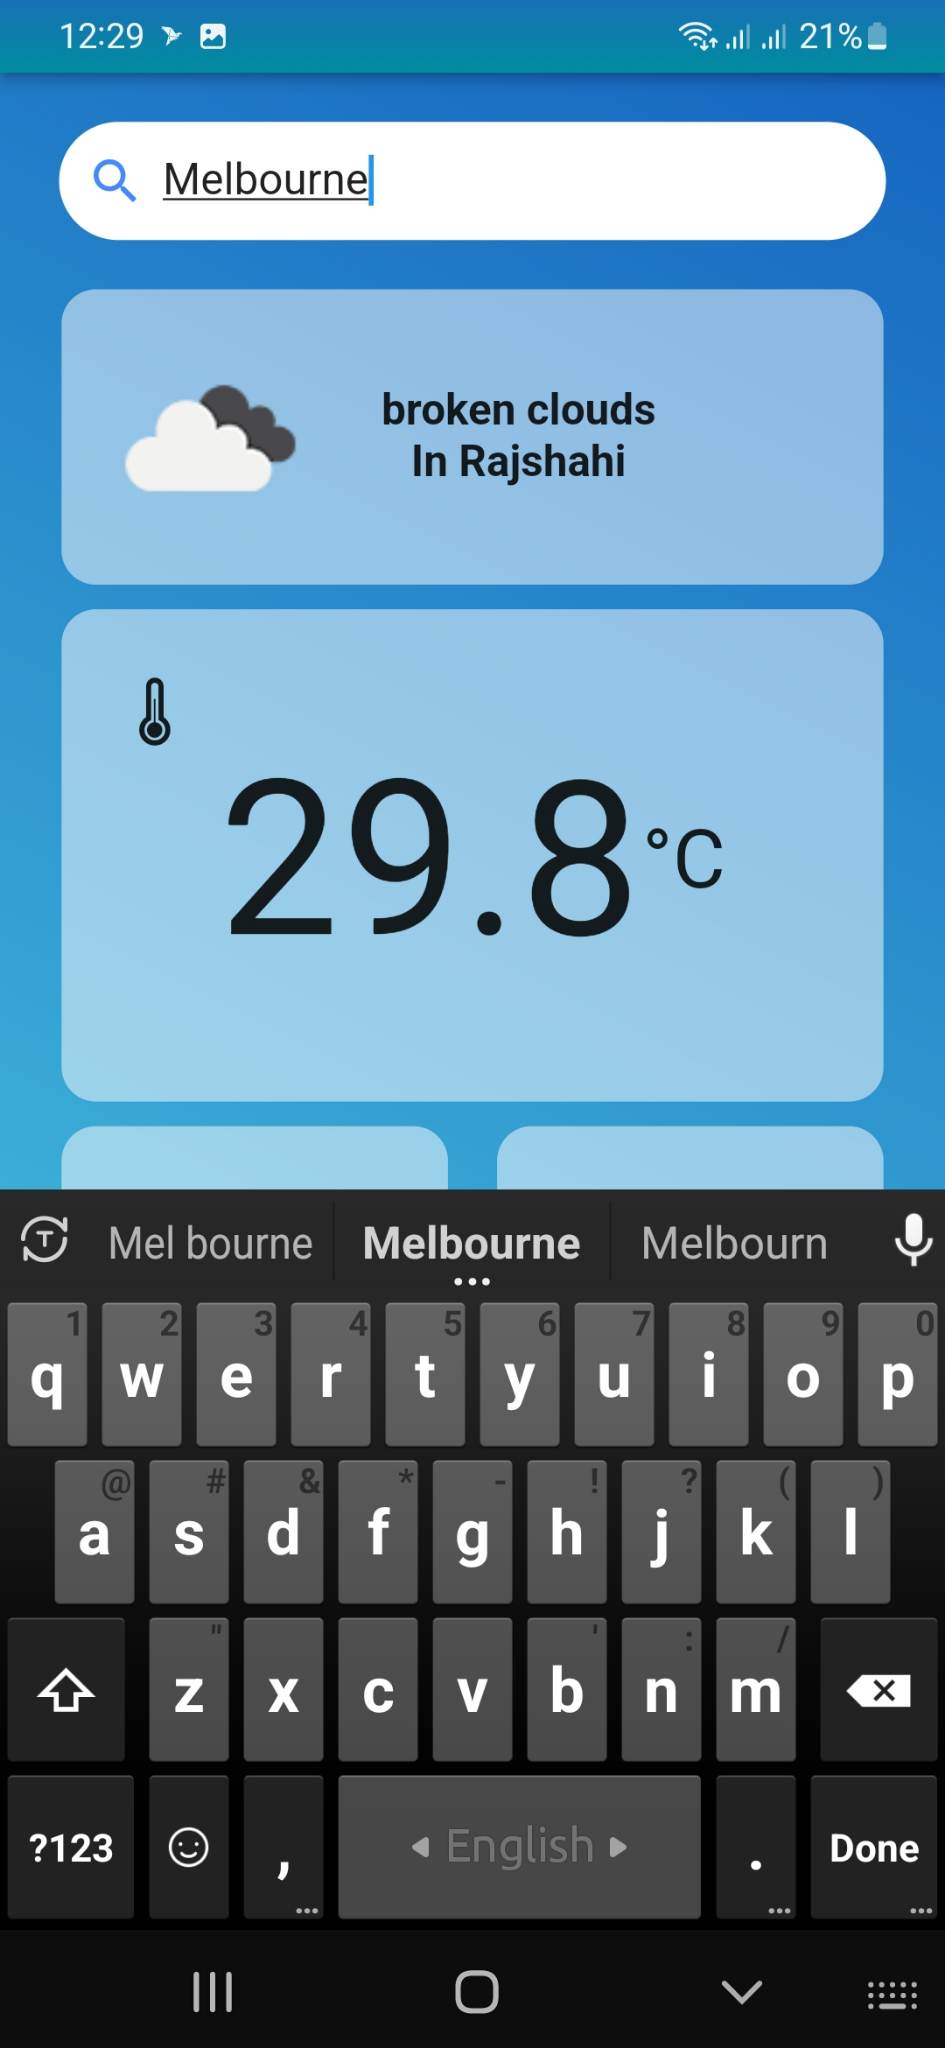 12:29 21%
Melbourne
broken clouds
In Rajshahi
29.8 °C
T Mel bourne Melbourne Melbourn
1 2 3 4 5 6 7 8 9 0
q w e r t y u i o p
@ # & * - ! ? ( )
a s d f g h j k l
" ' : /
z x c v b n m
?123 , English . Done